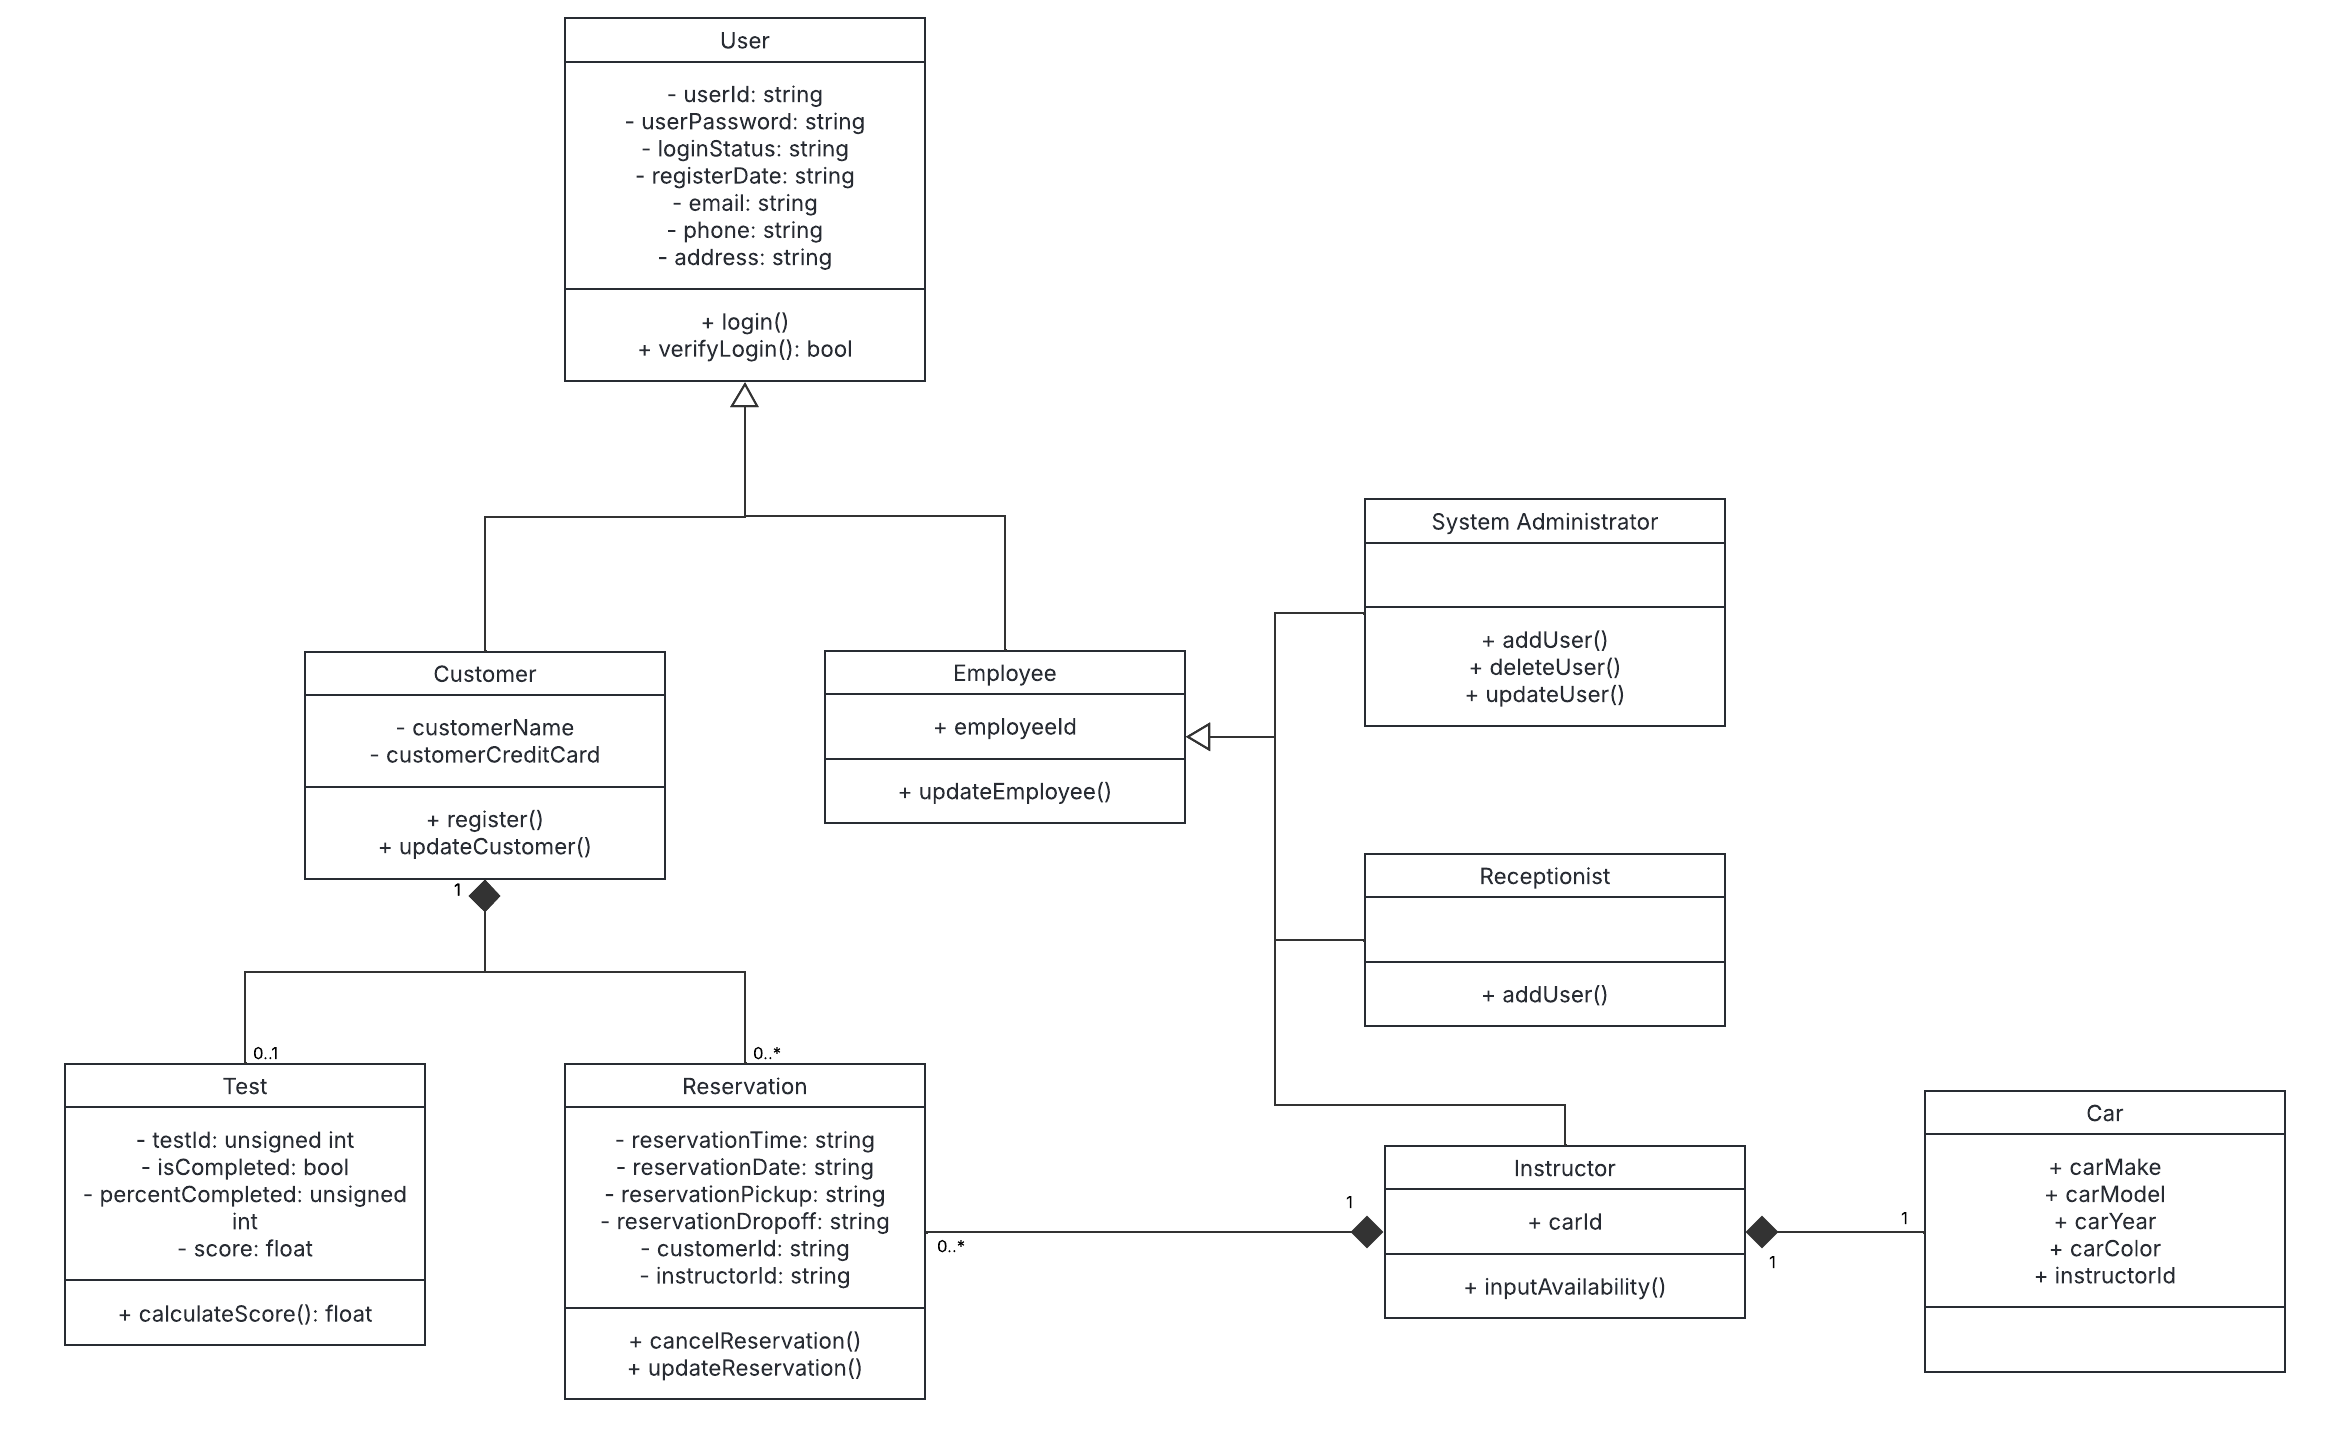 User
- userId: string
- userPassword: string
- loginStatus: string
- registerDate: string
- email: string
- phone: string
- address: string
+ login()
+ verifyLogin(): bool
System Administrator
+ addUser()
+ deleteUser()
+ updateUser()
Customer
- customerName
- customerCreditCard
+ register()
+ updateCustomer()
1
Employee
+ employeeId
+ updateEmployee()
Receptionist
+ addUser()
0..1
Test
- testId: unsigned int
- isCompleted: bool
- percentCompleted: unsigned
int
- score: float
+ calculateScore(): float
0..*
Reservation
- reservationTime: string
- reservationDate: string
- reservationPickup: string
- reservationDropoff: string
- customerId: string
- instructorId: string
+ cancelReservation()
+ updateReservation()
0..*
1
Instructor
+ carId
+ inputAvailability()
1
1
Car
+ carMake
+ carModel
+ carYear
+ carColor
+ instructorId